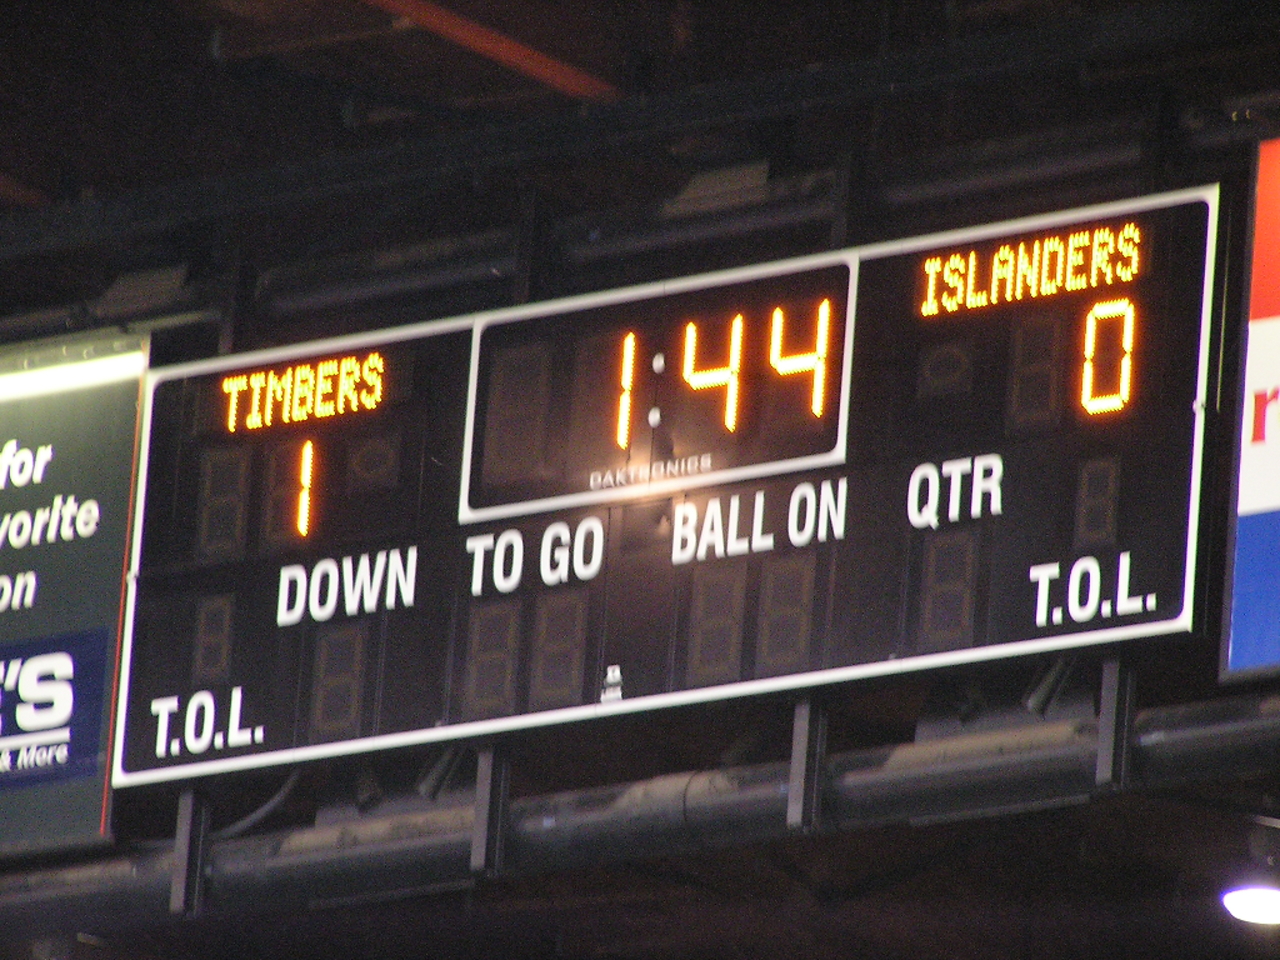 for
vorite
on
'S
& More
TIMBERS
1
1:44
DAKTRONICS
ISLANDERS
0
DOWN
TO GO
BALL ON
QTR
T.O.L.
T.O.L.
r